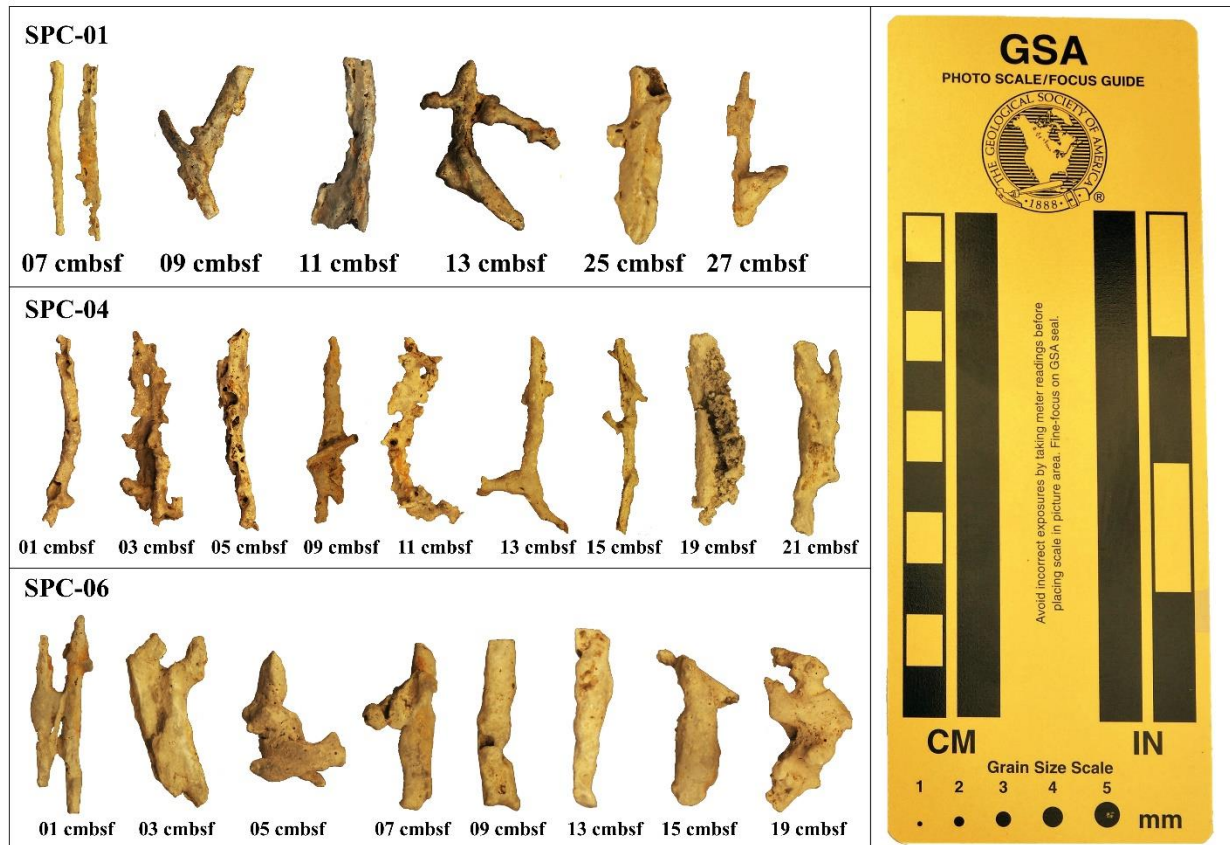 SPC-01
07 cmbsf 09 cmbsf 11 cmbsf 13 cmbsf 25 cmbsf 27 cmbsf
SPC-04
01 cmbsf 03 cmbsf 05 cmbsf 09 cmbsf 11 cmbsf 13 cmbsf 15 cmbsf 19 cmbsf 21 cmbsf
SPC-06
01 cmbsf 03 cmbsf 05 cmbsf 07 cmbsf 09 cmbsf 13 cmbsf 15 cmbsf 19 cmbsf
GSA
PHOTO SCALE/FOCUS GUIDE
THE GEOLOGICAL SOCIETY OF AMERICA
·1888· ®
Avoid incorrect exposures by taking meter readings before
placing scale in picture area. Fine-focus on GSA seal.
CM IN
Grain Size Scale
1 2 3 4 5
mm